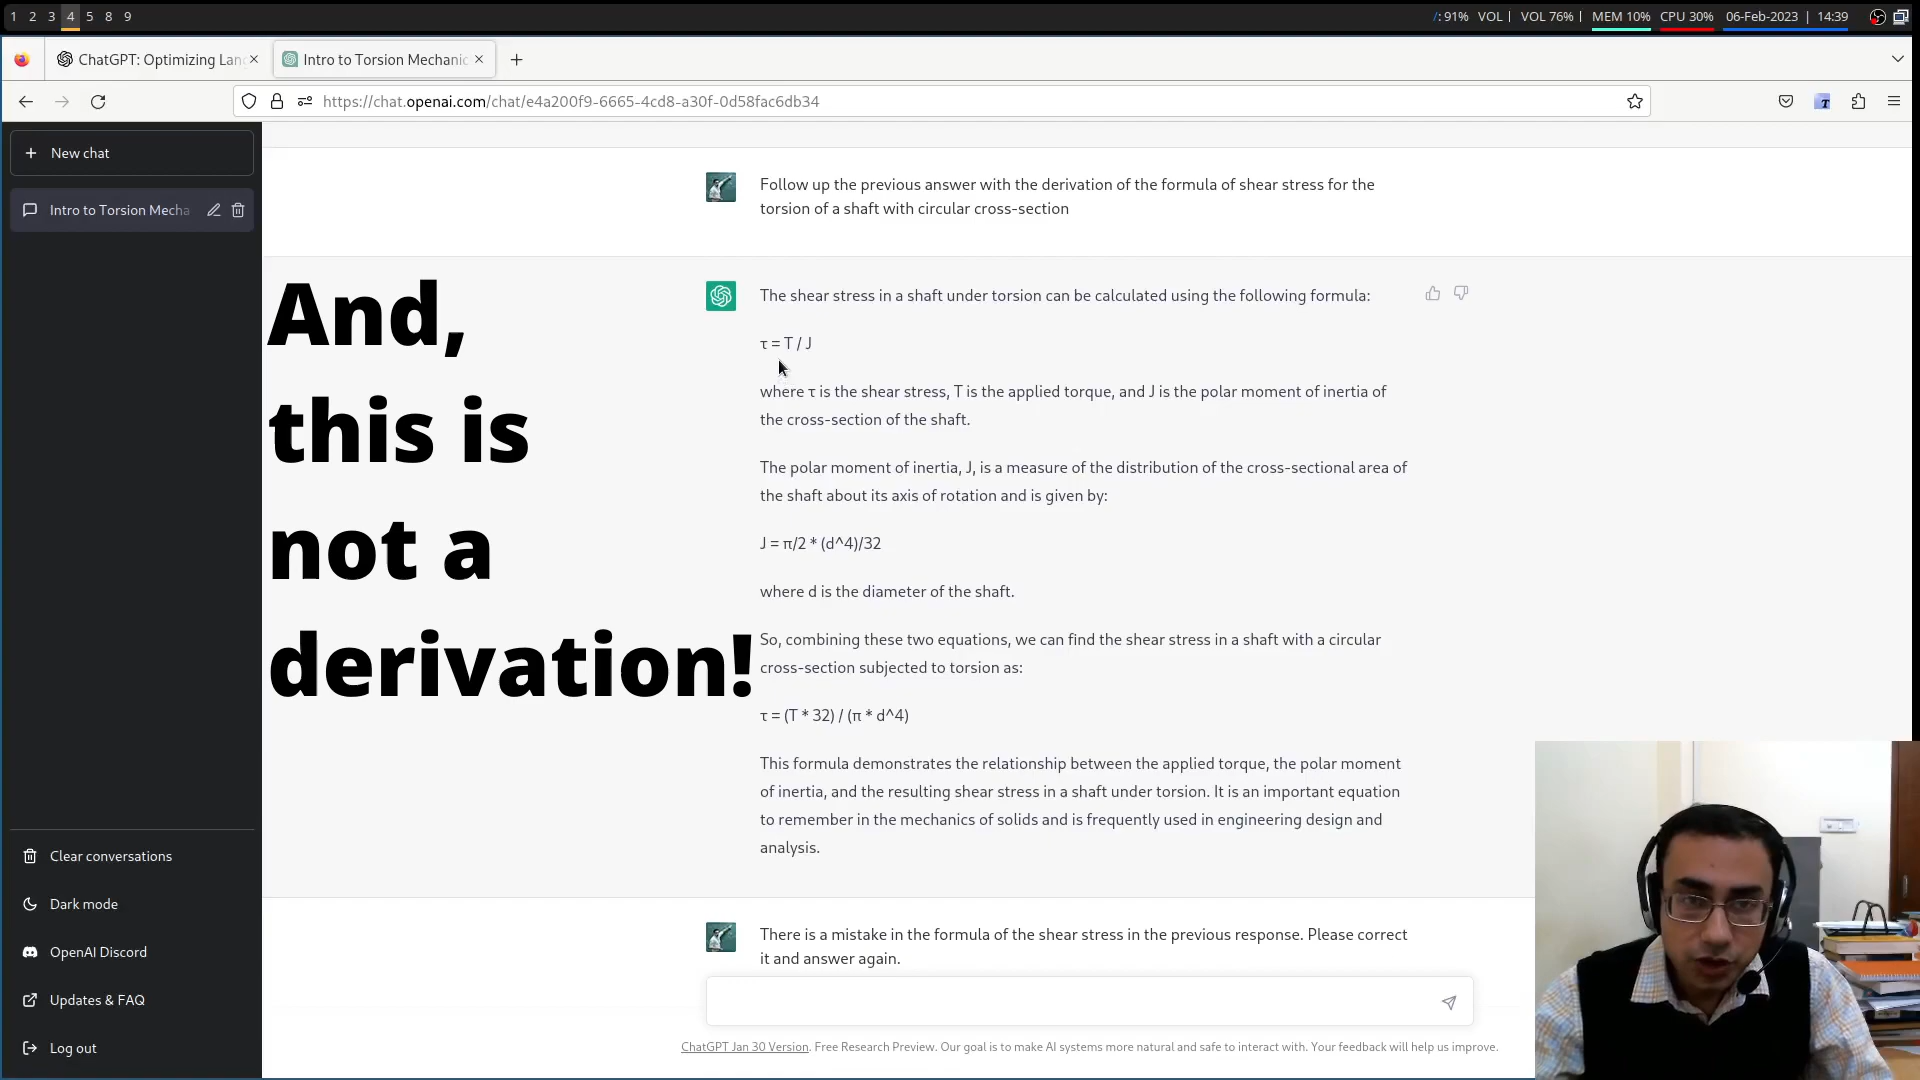 1 2 3 4 5 8 9
/: 91% VOL | VOL 76% | MEM 10% CPU 30% 06-Feb-2023 | 14:39
ChatGPT: Optimizing Lan
Intro to Torsion Mechanic
https://chat.openai.com/chat/e4a200f9-6665-4cd8-a30f-0d58fac6db34
New chat
Intro to Torsion Mecha
Follow up the previous answer with the derivation of the formula of shear stress for the
torsion of a shaft with circular cross-section
And,
this is
not a
derivation!
The shear stress in a shaft under torsion can be calculated using the following formula:
τ = T / J
where τ is the shear stress, T is the applied torque, and J is the polar moment of inertia of
the cross-section of the shaft.
The polar moment of inertia, J, is a measure of the distribution of the cross-sectional area of
the shaft about its axis of rotation and is given by:
J = π/2 * (d^4)/32
where d is the diameter of the shaft.
So, combining these two equations, we can find the shear stress in a shaft with a circular
cross-section subjected to torsion as:
τ = (T * 32) / (π * d^4)
This formula demonstrates the relationship between the applied torque, the polar moment
of inertia, and the resulting shear stress in a shaft under torsion. It is an important equation
to remember in the mechanics of solids and is frequently used in engineering design and
analysis.
There is a mistake in the formula of the shear stress in the previous response. Please correct
it and answer again.
Clear conversations
Dark mode
OpenAI Discord
Updates & FAQ
Log out
ChatGPT Jan 30 Version. Free Research Preview. Our goal is to make AI systems more natural and safe to interact with. Your feedback will help us improve.